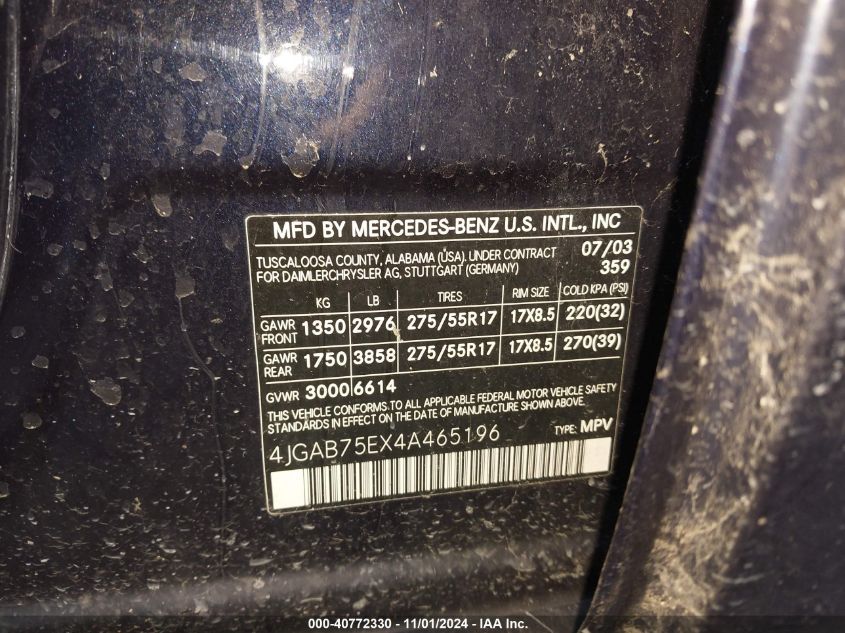 MFD BY MERCEDES-BENZ U.S. INTL., INC
TUSCALOOSA COUNTY, ALABAMA (USA). UNDER CONTRACT 07/03
FOR DAIMLERCHRYSLER AG, STUTTGART (GERMANY) 359
KG LB TIRES RIM SIZE COLD KPA (PSI)
GAWR FRONT 1350 2976 275/55R17 17X8.5 220(32)
GAWR REAR 1750 3858 275/55R17 17X8.5 270(39)
GVWR 3000 6614
THIS VEHICLE CONFORMS TO ALL APPLICABLE FEDERAL MOTOR VEHICLE SAFETY
STANDARDS IN EFFECT ON THE DATE OF MANUFACTURE SHOWN ABOVE.
4JGAB75EX4A465196 TYPE: MPV
000-40772330 - 11/01/2024 - IAA Inc.